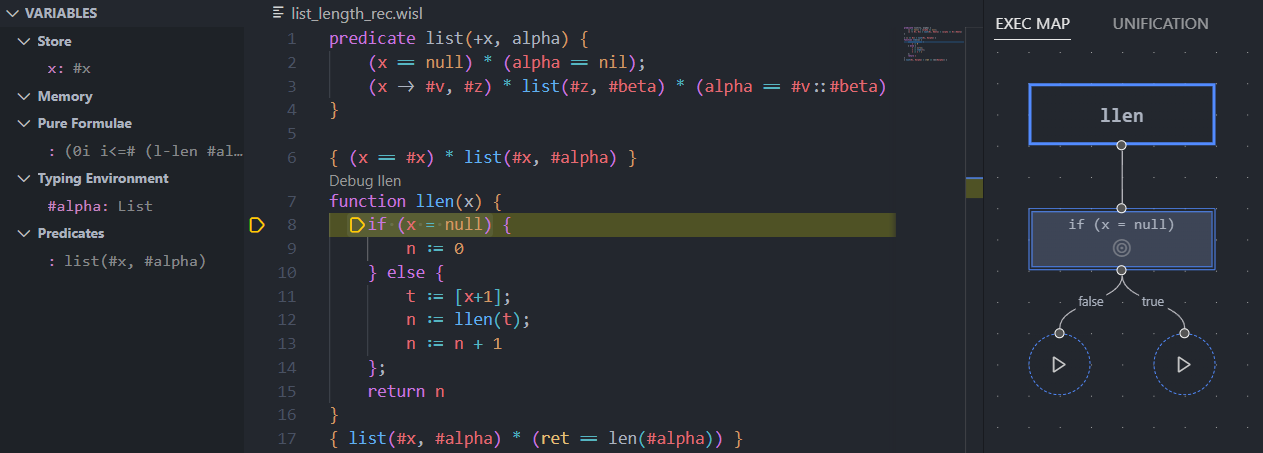 VARIABLES
Store
x: #x
Memory
Pure Formulae
: (0i i<=# (l-len #al…
Typing Environment
#alpha: List
Predicates
: list(#x, #alpha)
list_length_rec.wisl
1 predicate list(+x, alpha) {
2 (x == null) * (alpha == nil);
3 (x -> #v, #z) * list(#z, #beta) * (alpha == #v::#beta)
4 }
5
6 { (x == #x) * list(#x, #alpha) }
Debug llen
7 function llen(x) {
8 if (x = null) {
9 n := 0
10 } else {
11 t := [x+1];
12 n := llen(t);
13 n := n + 1
14 };
15 return n
16 }
17 { list(#x, #alpha) * (ret == len(#alpha)) }
EXEC MAP UNIFICATION
llen
if (x = null)
false true